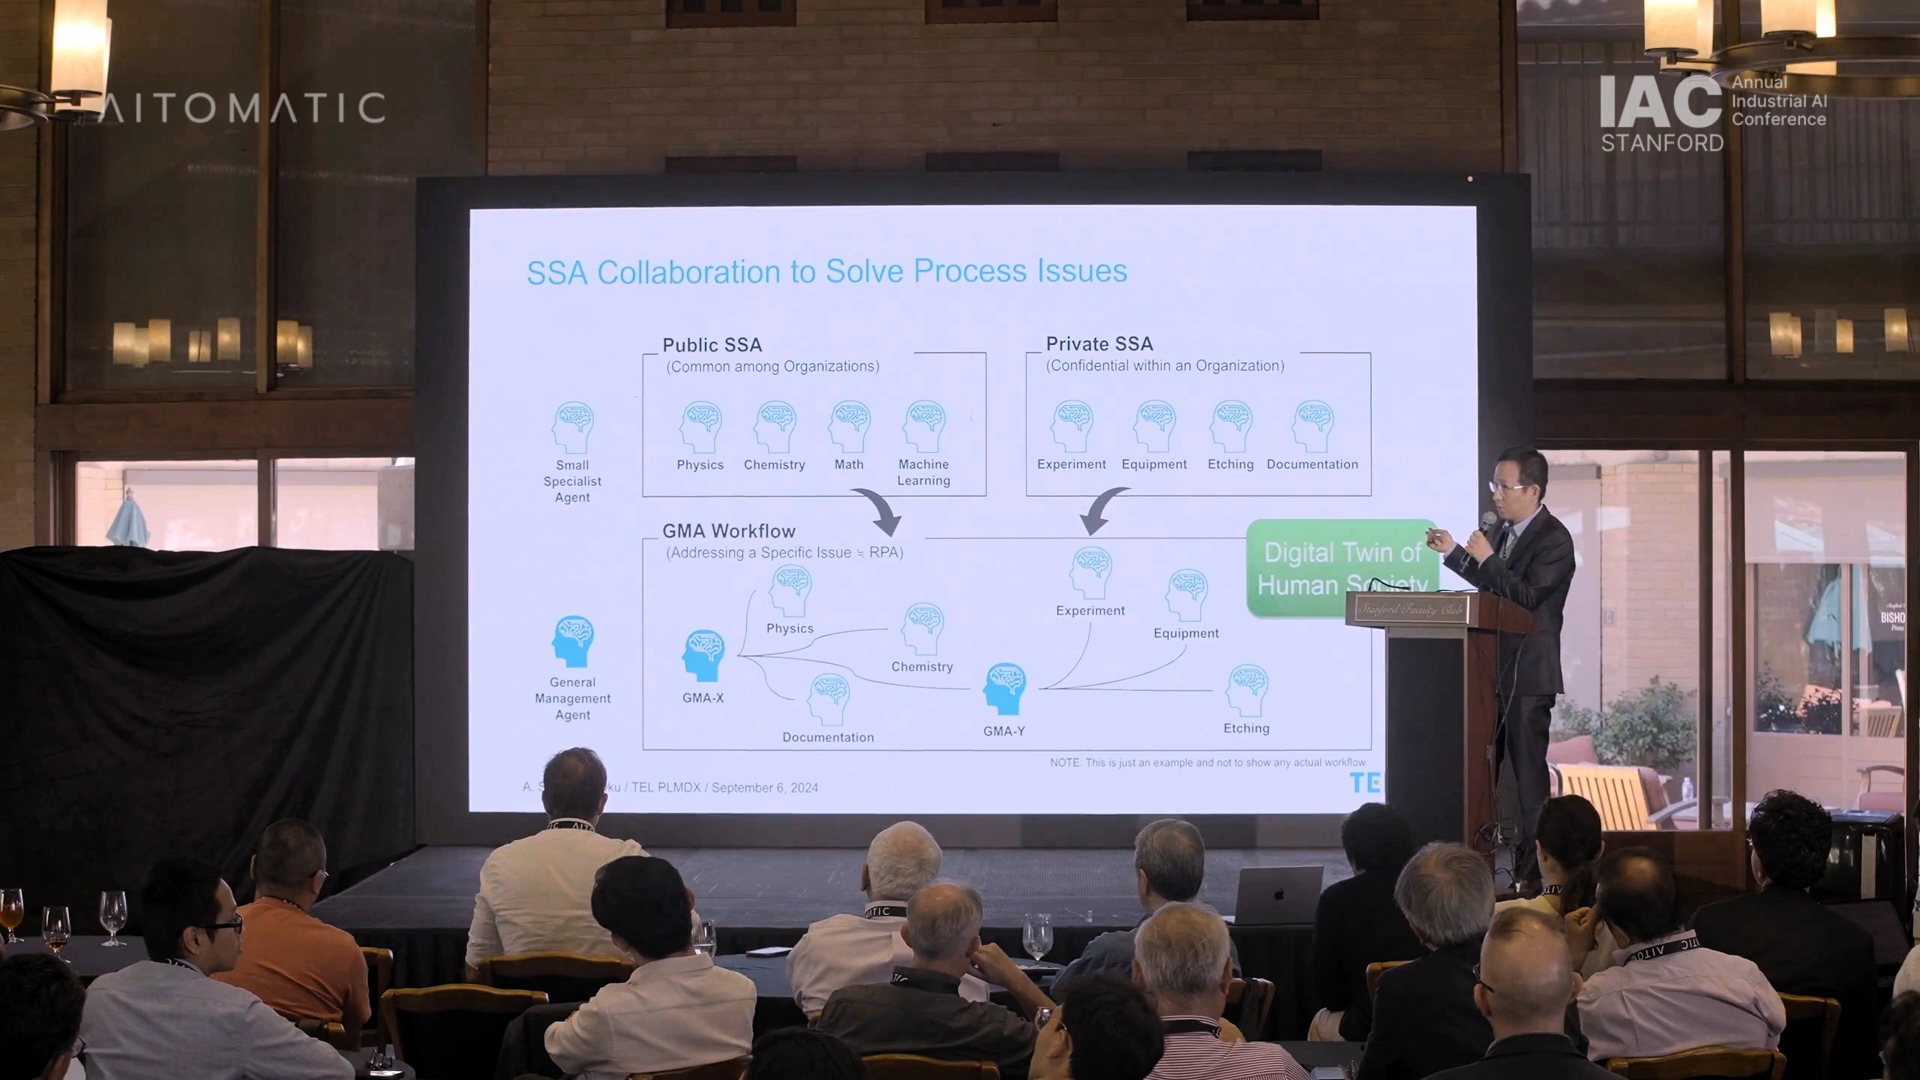 AITOMATIC
IAC
Annual
Industrial AI
Conference
STANFORD
SSA Collaboration to Solve Process Issues
Public SSA
(Common among Organizations)
Private SSA
(Confidential within an Organization)
Small
Specialist
Agent
Physics
Chemistry
Math
Machine
Learning
Experiment
Equipment
Etching
Documentation
GMA Workflow
(Addressing a Specific Issue ≒ RPA)
Digital Twin of
Human Society
General
Management
Agent
GMA-X
Physics
Chemistry
Documentation
GMA-Y
Experiment
Equipment
Etching
NOTE: This is just an example and not to show any actual workflow.
A. / TEL PLMDX / September 6, 2024
TE
Stanford Faculty Club
BISHO